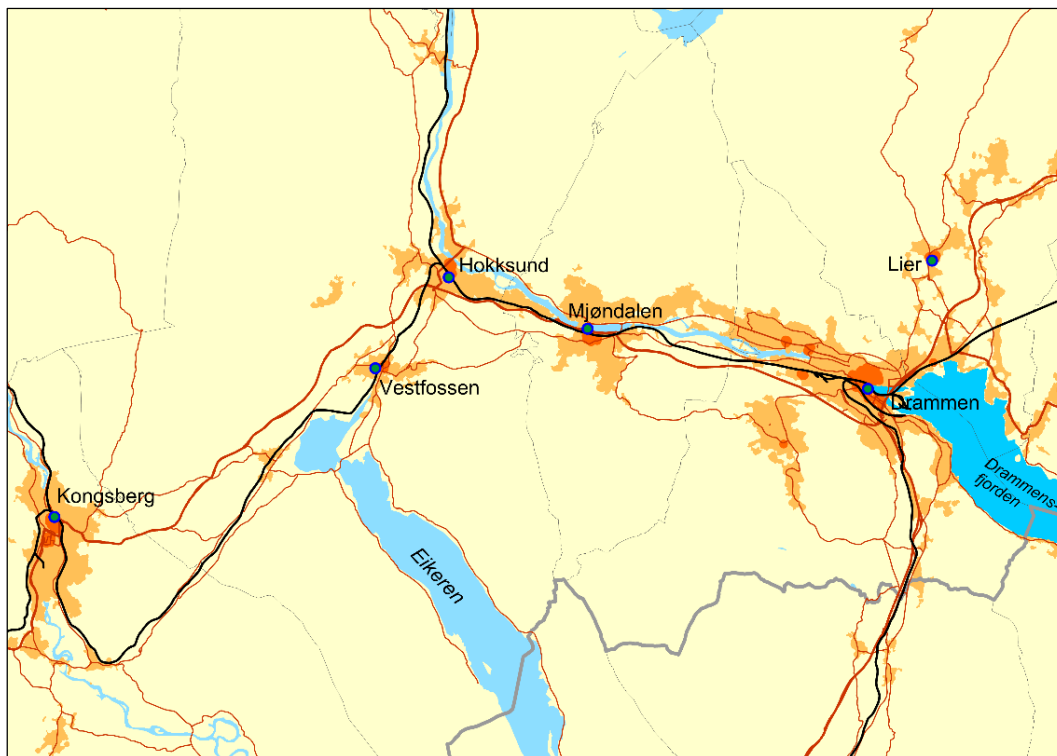 Hokksund
Lier
Mjøndalen
Vestfossen
Drammen
Drammens-
fjorden
Kongsberg
Eikeren